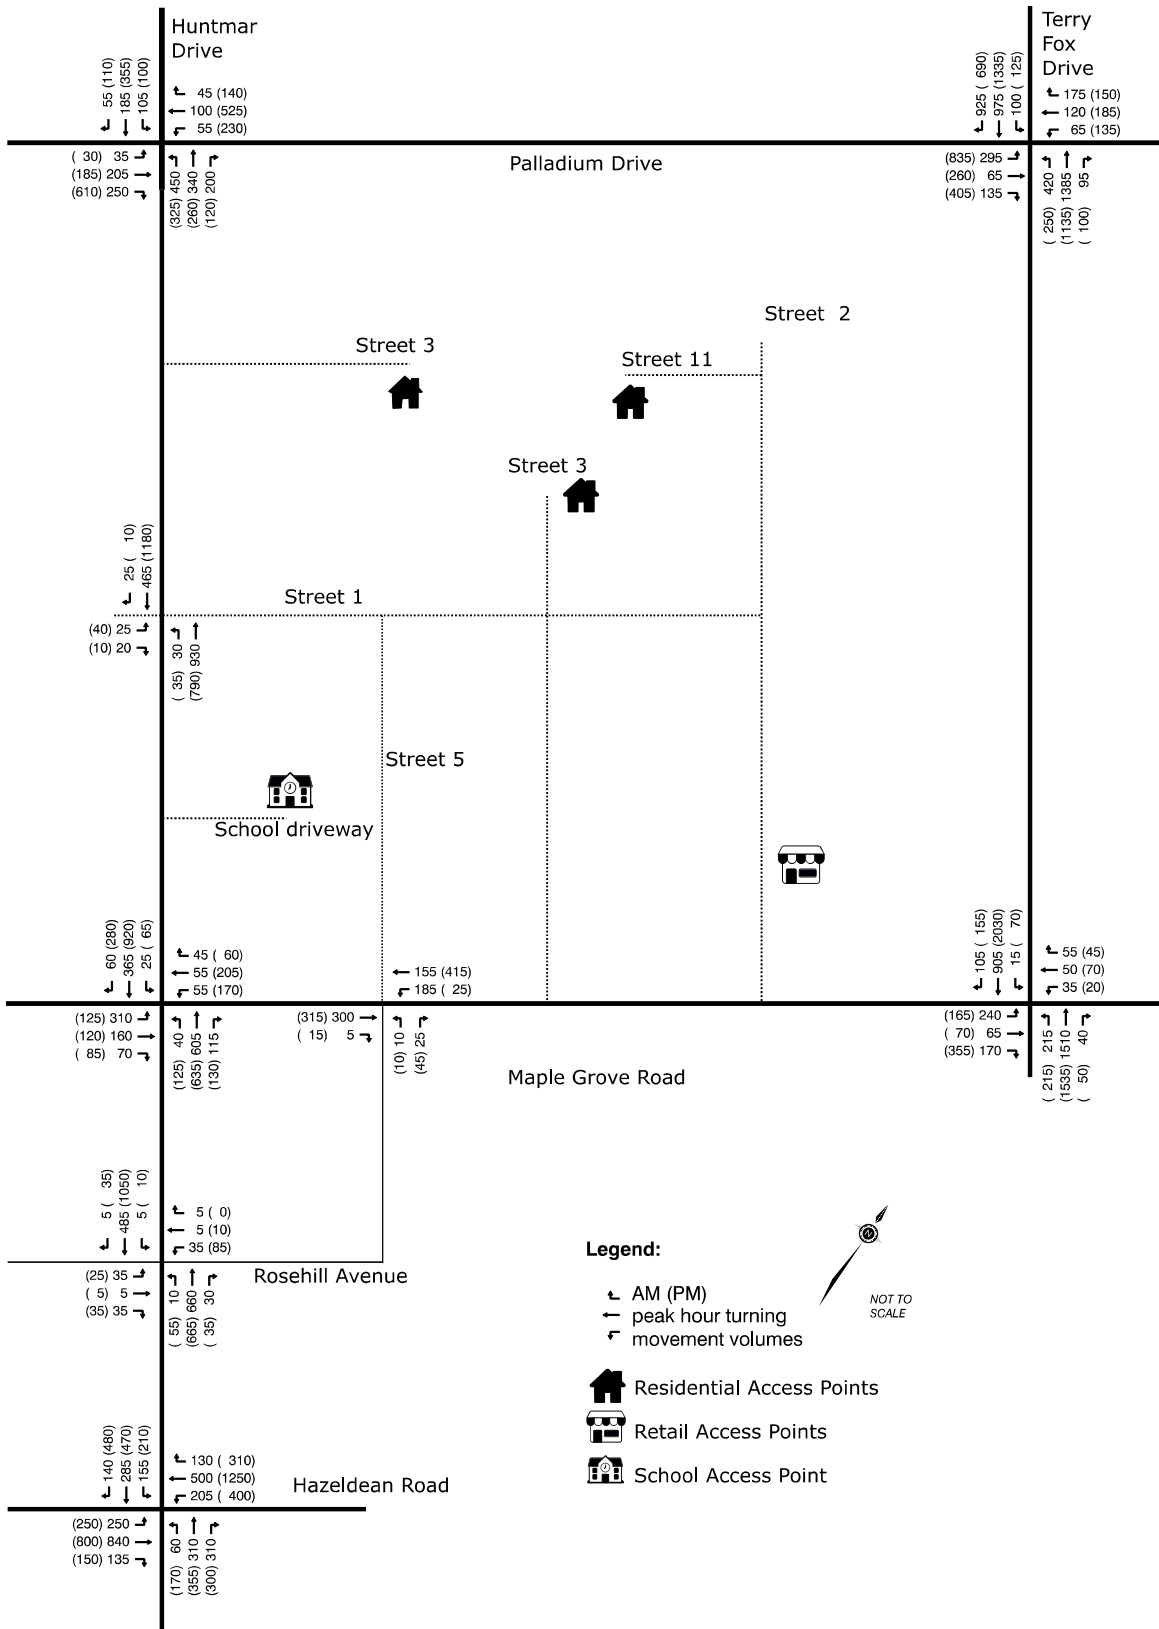 Huntmar
Drive
Terry
Fox
Drive
55 (110)
185 (355)
105 (100)
45 (140)
100 (525)
55 (230)
925 ( 690)
975 (1335)
100 ( 125)
175 (150)
120 (185)
65 (135)
( 30) 35
(185) 205
(610) 250
(325) 450
(260) 340
(120) 200
Palladium Drive
(835) 295
(260) 65
(405) 135
( 250) 420
(1135) 1385
( 100) 95
Street 2
Street 3
Street 11
Street 3
25 ( 10)
465 (1180)
Street 1
(40) 25
(10) 20
( 35) 30
(790) 930
Street 5
School driveway
60 (280)
365 (920)
25 ( 65)
45 ( 60)
55 (205)
55 (170)
155 (415)
185 ( 25)
105 ( 155)
905 (2030)
15 ( 70)
55 (45)
50 (70)
35 (20)
(125) 310
(120) 160
( 85) 70
(125) 40
(635) 605
(130) 115
(315) 300
( 15) 5
(10) 10
(45) 25
Maple Grove Road
(165) 240
( 70) 65
(355) 170
( 215) 215
(1535) 1510
( 50) 40
5 ( 35)
485 (1050)
5 ( 10)
5 ( 0)
5 (10)
35 (85)
(25) 35
( 5) 5
(35) 35
( 55) 10
(665) 660
( 35) 30
Rosehill Avenue
Legend:
AM (PM)
peak hour turning
movement volumes
NOT TO
SCALE
Residential Access Points
Retail Access Points
School Access Point
140 (480)
285 (470)
155 (210)
130 ( 310)
500 (1250)
205 ( 400)
Hazeldean Road
(250) 250
(800) 840
(150) 135
(170) 60
(355) 310
(300) 310